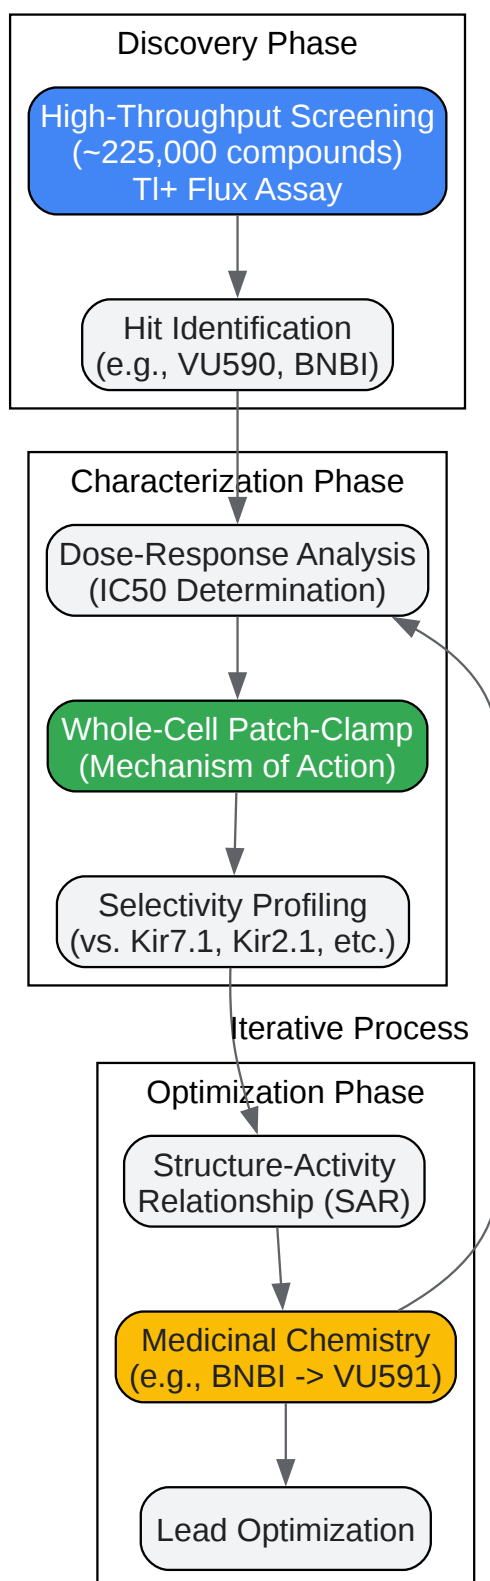 Discovery Phase
High-Throughput Screening
(~225,000 compounds)
Tl+ Flux Assay
Hit Identification
(e.g., VU590, BNBI)
Characterization Phase
Dose-Response Analysis
(IC50 Determination)
Whole-Cell Patch-Clamp
(Mechanism of Action)
Selectivity Profiling
(vs. Kir7.1, Kir2.1, etc.)
Iterative Process
Optimization Phase
Structure-Activity
Relationship (SAR)
Medicinal Chemistry
(e.g., BNBI -> VU591)
Lead Optimization